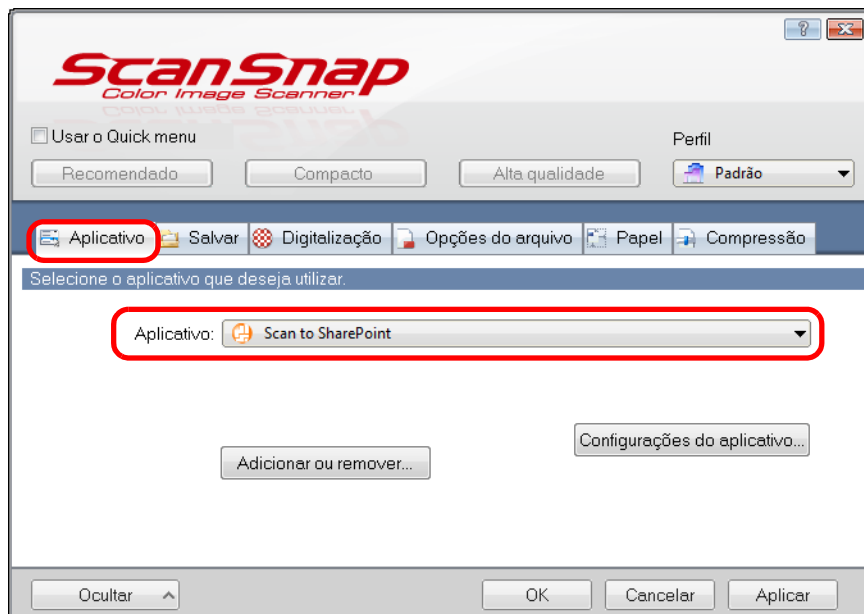 ScanSnap
Color Image Scanner
Usar o Quick menu
Perfil
Recomendado Compacto Alta qualidade Padrão
Aplicativo Salvar Digitalização Opções do arquivo Papel Compressão
Selecione o aplicativo que deseja utilizar.
Aplicativo: Scan to SharePoint
Configurações do aplicativo...
Adicionar ou remover...
Ocultar OK Cancelar Aplicar